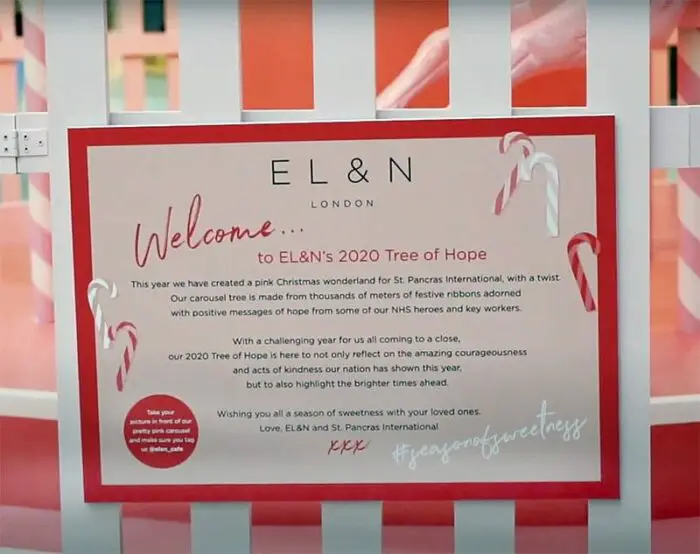 EL&N
LONDON
Welcome...
to EL&N's 2020 Tree of Hope
This year we have created a pink Christmas wonderland for St. Pancras International, with a twist.
Our carousel tree is made from thousands of meters of festive ribbons adorned
with positive messages of hope from some of our NHS heroes and key workers.
With a challenging year for us all coming to a close,
our 2020 Tree of Hope is here to not only reflect on the amazing courageousness
and acts of kindness our nation has shown this year,
but to also highlight the brighter times ahead.
Wishing you all a season of sweetness with your loved ones.
Love, EL&N and St. Pancras International
xxx
Take your
picture in front of our
pretty pink carousel
and make sure you tag
us @elan_cafe
#seasonofsweetness